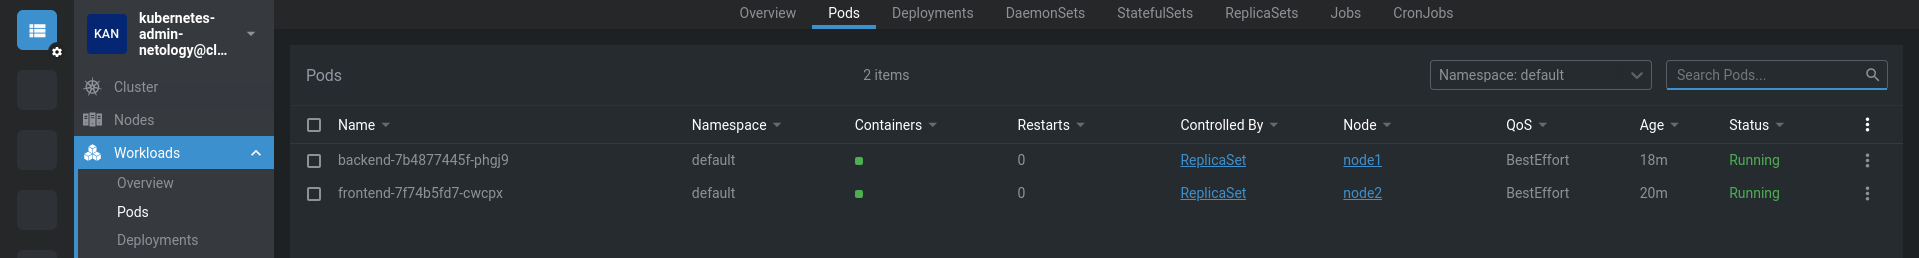 KAN
kubernetes-
admin-
netology@cl...
Cluster
Nodes
Workloads
Overview
Pods
Deployments
Overview Pods Deployments DaemonSets StatefulSets ReplicaSets Jobs CronJobs
Pods 2 items Namespace: default Search Pods...
Name Namespace Containers Restarts Controlled By Node QoS Age Status
backend-7b4877445f-phgj9 default 0 ReplicaSet node1 BestEffort 18m Running
frontend-7f74b5fd7-cwcpx default 0 ReplicaSet node2 BestEffort 20m Running